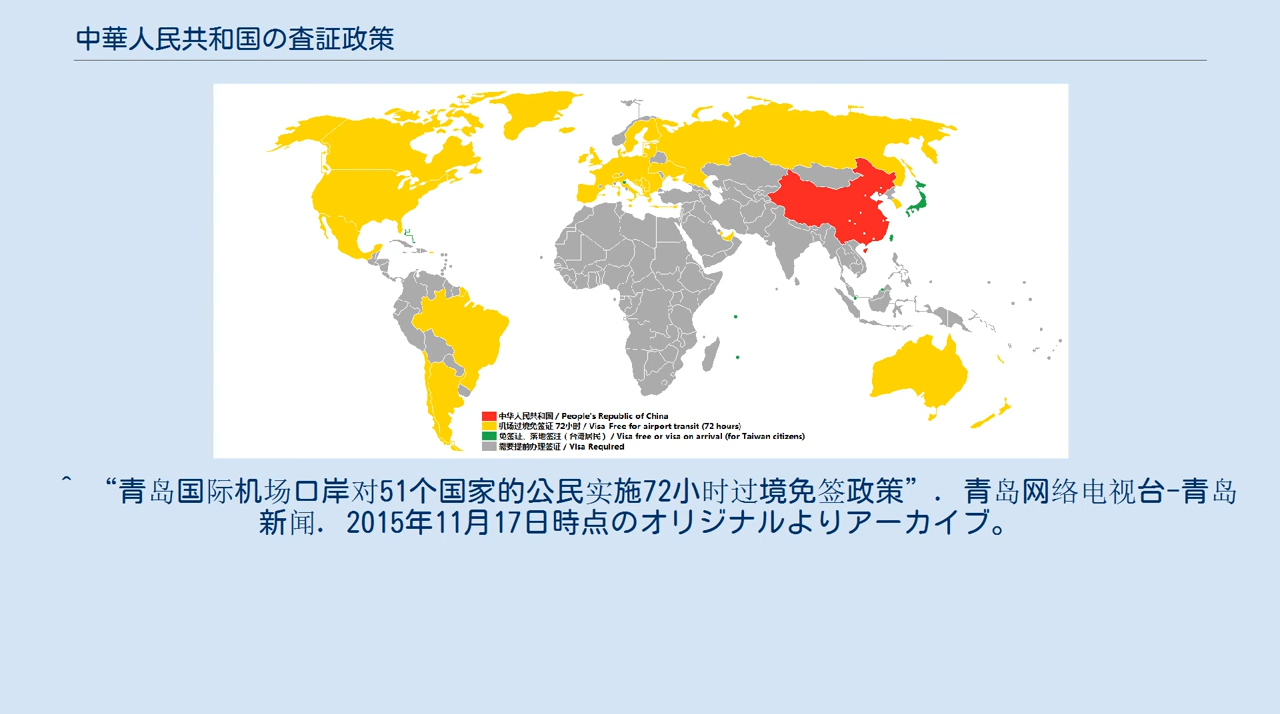 中華人民共和国の査証政策
中华人民共和国 / People's Republic of China
机场过境免签证 72小时 / Visa Free for airport transit (72 hours)
免签证、落地签注（台湾居民）/ Visa free or visa on arrival (for Taiwan citizens)
需要提前办理签证 / Visa Required
^ “青岛国际机场口岸对51个国家的公民实施72小时过境免签政策”. 青岛网络电视台-青岛
新闻. 2015年11月17日時点のオリジナルよりアーカイブ。